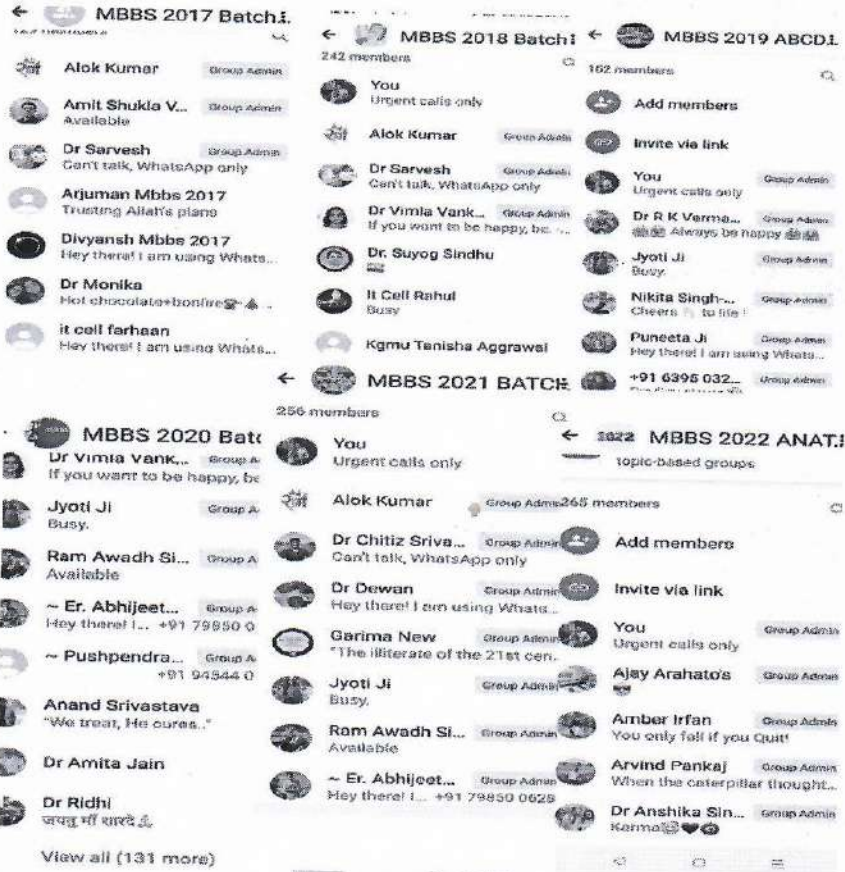 MBBS 2017 Batch..
Alok Kumar
Group Admin
Amit Shukla V...
Group Admin
Available
Dr Sarvesh
Group Admin
Can't talk, WhatsApp only
Arjuman Mbbs 2017
Trusting Allah's plans
Divyansh Mbbs 2017
Hey there! I am using Whats...
Dr Monika
Hot chocolate+bonfire
it cell farhaan
Hey there! I am using Whats...
MBBS 2018 Batch
242 members
You
Urgent calls only
Alok Kumar
Group Admin
Dr Sarvesh
Group Admin
Can't talk, WhatsApp only
Dr Vimla Vank...
Group Admin
If you want to be happy, be. ...
Dr. Suyog Sindhu
It Cell Rahul
Busy
Kgmu Tanisha Aggrawal
MBBS 2019 ABCD..
162 members
Add members
Invite via link
You
Group Admin
Urgent calls only
Dr R K Verma...
Group Admin
Always be happy
Jyoti Ji
Group Admin
Busy.
Nikita Singh-...
Group Admin
Cheers to life !
Puneeta Ji
Group Admin
Hey there! I am using Whats...
+91 6395 032...
Group Admin
MBBS 2020 Batc
Dr Vimla Vank...
Group A
If you want to be happy, be
Jyoti Ji
Group A
Busy.
Ram Awadh Si...
Group A
Available
~ Er. Abhijeet...
Group A
Hey there! I... +91 79850 0
~ Pushpendra...
Group A
+91 94544 0
Anand Srivastava
"We treat, He cures.."
Dr Amita Jain
Dr Ridhi
जयतु माँ शारदे
View all (131 more)
MBBS 2021 BATCH
256 members
You
Urgent calls only
Alok Kumar
Group Admin
Dr Chitiz Sriva...
Group Admin
Can't talk, WhatsApp only
Dr Dewan
Group Admin
Hey there! I am using Whats...
Garima New
Group Admin
"The illiterate of the 21st cen..
Jyoti Ji
Group Admin
Busy.
Ram Awadh Si...
Group Admin
Available
~ Er. Abhijeet...
Group Admin
Hey there! I... +91 79850 0628
2022 MBBS 2022 ANAT..
topic-based groups
265 members
Add members
Invite via link
You
Group Admin
Urgent calls only
Ajay Arahato's
Group Admin
Amber Irfan
Group Admin
You only fail if you Quit!
Arvind Pankaj
Group Admin
When the caterpillar thought..
Dr Anshika Sin...
Group Admin
Karma